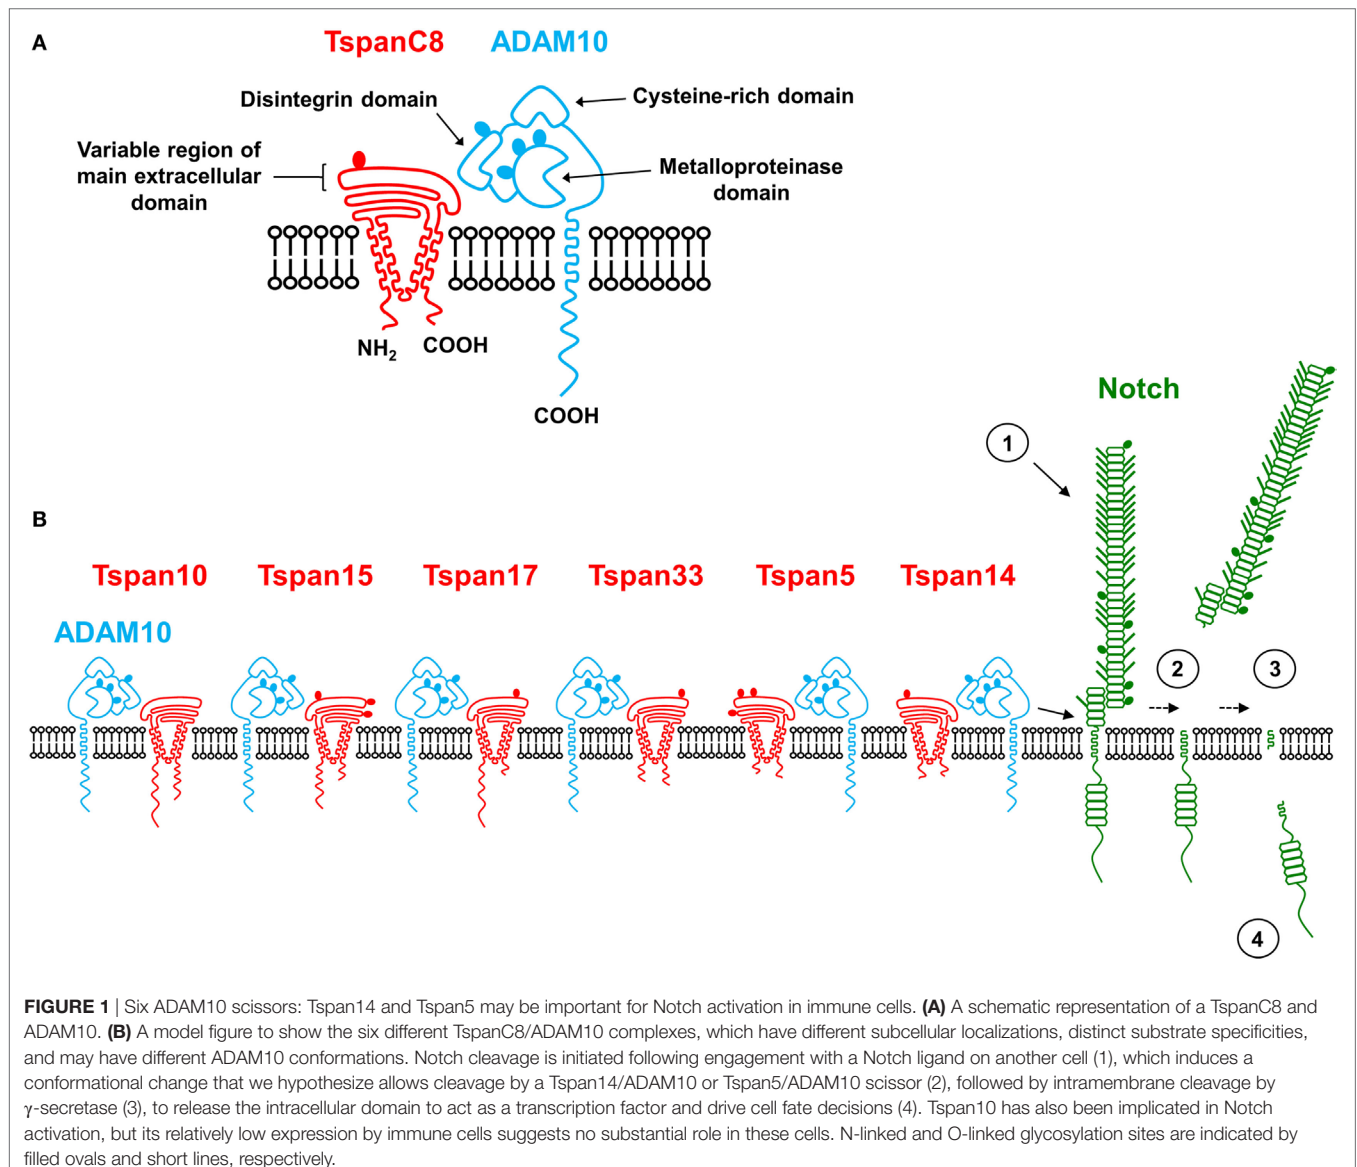 A
TspanC8 ADAM10
Disintegrin domain
Cysteine-rich domain
Variable region of
main extracellular
domain
Metalloproteinase
domain
NH2
COOH
COOH
Notch
1
B
Tspan10 Tspan15 Tspan17 Tspan33 Tspan5 Tspan14
ADAM10
2
3
4
FIGURE 1 | Six ADAM10 scissors: Tspan14 and Tspan5 may be important for Notch activation in immune cells. (A) A schematic representation of a TspanC8 and
ADAM10. (B) A model figure to show the six different TspanC8/ADAM10 complexes, which have different subcellular localizations, distinct substrate specificities,
and may have different ADAM10 conformations. Notch cleavage is initiated following engagement with a Notch ligand on another cell (1), which induces a
conformational change that we hypothesize allows cleavage by a Tspan14/ADAM10 or Tspan5/ADAM10 scissor (2), followed by intramembrane cleavage by
γ-secretase (3), to release the intracellular domain to act as a transcription factor and drive cell fate decisions (4). Tspan10 has also been implicated in Notch
activation, but its relatively low expression by immune cells suggests no substantial role in these cells. N-linked and O-linked glycosylation sites are indicated by
filled ovals and short lines, respectively.